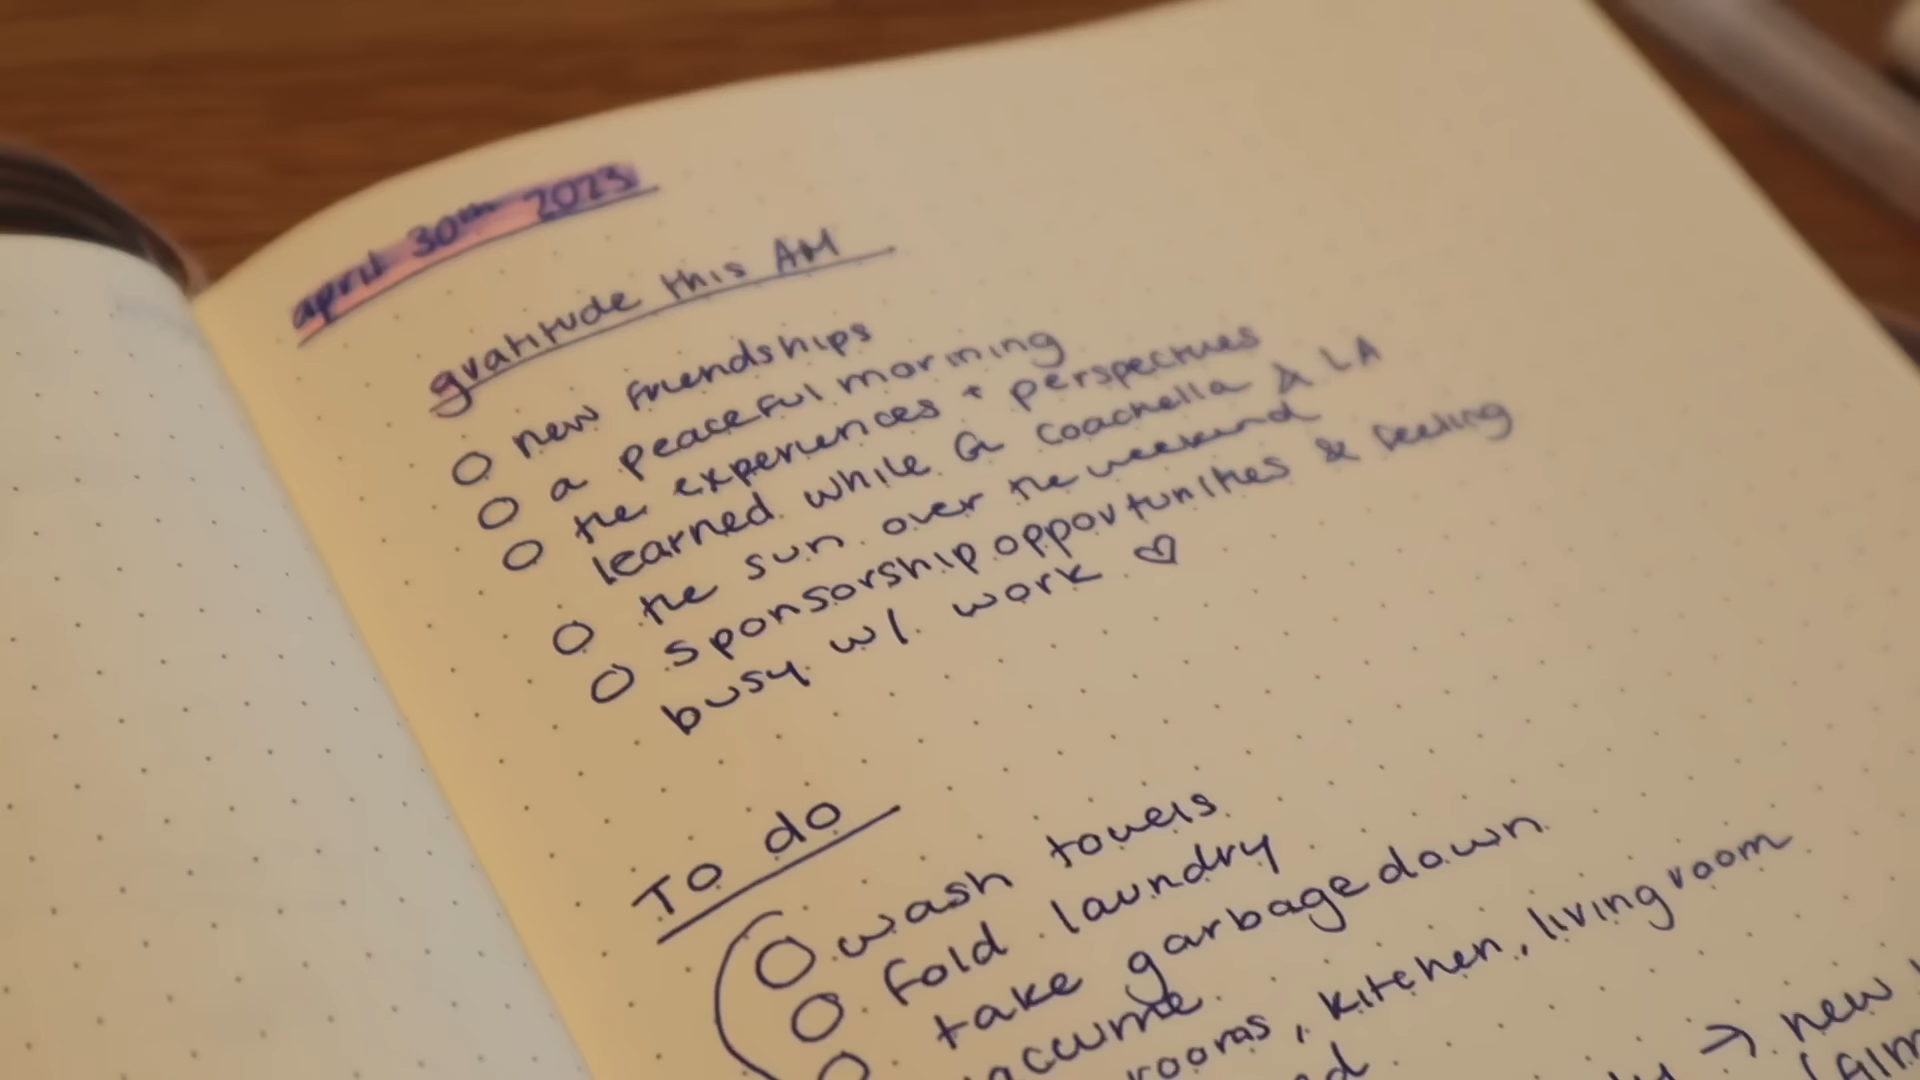 april 30th 2023
gratitude this AM
O new friendships
O a peaceful morning
O the experiences + perspectives
learned while @ Coachella & LA
O the sun over the weekend
O sponsorship opportunities & feeling
busy w/ work ♡
To do
O wash towels
O fold laundry
O take garbage down
kitchen, living room
→ new